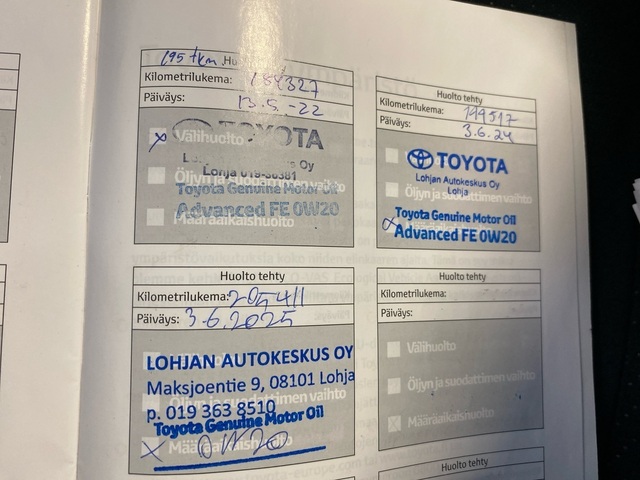 195 tkm
Kilometrilukema: 184327
Päiväys: 13.5.-22
x Välihuolto
TOYOTA
Oy
Lohja
Öljyn ja suodattimen vaihto
Toyota Genuine Motor Oil
Advanced FE 0W20
Määräaikaishuolto
Huolto tehty
Kilometrilukema: 199517
Päiväys: 3.6.24
TOYOTA
Lohjan Autokeskus Oy
Lohja
Öljyn ja suodattimen vaihto
Toyota Genuine Motor Oil
x Advanced FE 0W20
Huolto tehty
Kilometrilukema: 205411
Päiväys: 3.6.2025
LOHJAN AUTOKESKUS OY
Maksjoentie 9, 08101 Lohja
Öljyn ja suodattimen vaihto
p. 019 363 8510
Toyota Genuine Motor Oil
x Määräaikaishuolto
0W20
Huolto tehty
Kilometrilukema:
Päiväys:
Välihuolto
Öljyn ja suodattimen vaihto
Määräaikaishuolto
Huolto tehty